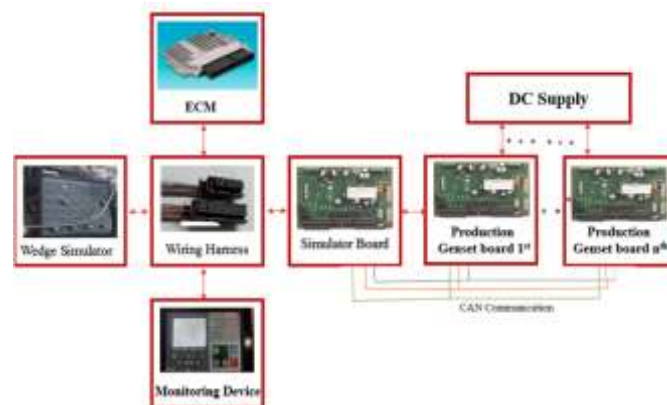 ECM
DC Supply
Wedge Simulator
Wiring Harness
Simulator Board
Production
Genset board 1st
Production
Genset board nth
CAN Communication
Monitoring Device